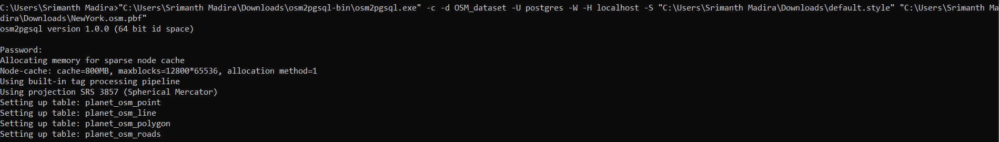 C:\Users\Srimanth Madira>"C:\Users\Srimanth Madira\Downloads\osm2pgsql-bin\osm2pgsql.exe" -c -d OSM_dataset -U postgres -W -H localhost -S "C:\Users\Srimanth Madira\Downloads\default.style" "C:\Users\Srimanth Ma
dira\Downloads\NewYork.osm.pbf"
osm2pgsql version 1.0.0 (64 bit id space)
Password:
Allocating memory for sparse node cache
Node-cache: cache=800MB, maxblocks=12800*65536, allocation method=1
Using built-in tag processing pipeline
Using projection SRS 3857 (Spherical Mercator)
Setting up table: planet_osm_point
Setting up table: planet_osm_line
Setting up table: planet_osm_polygon
Setting up table: planet_osm_roads